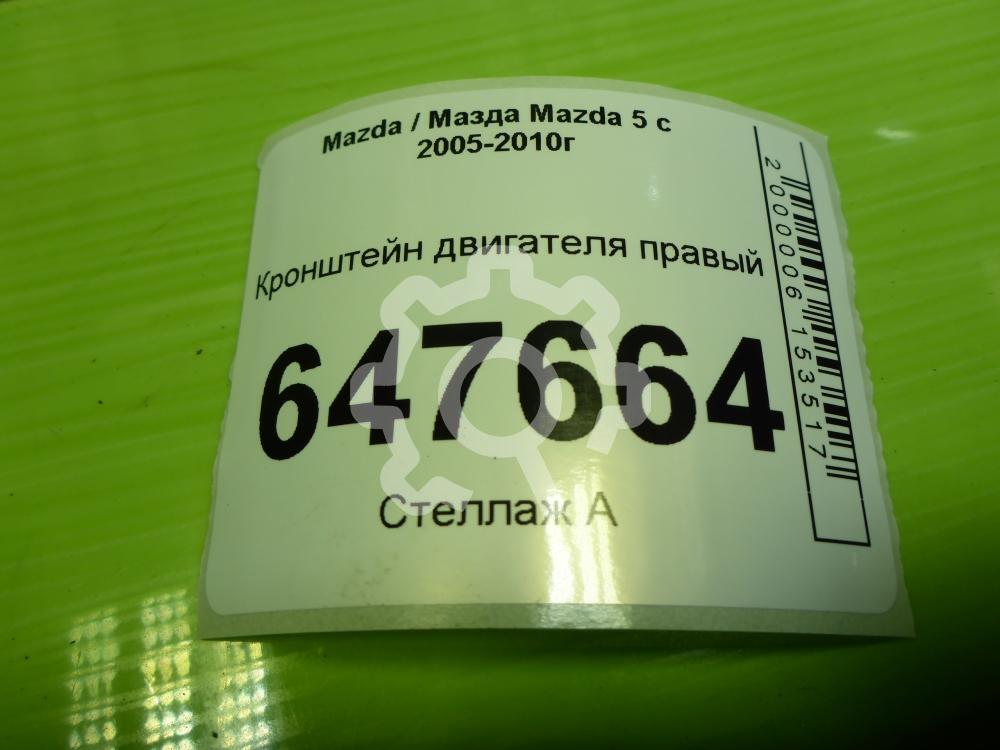 Mazda / Мазда Mazda 5 с
2005-2010г
Кронштейн двигателя правый
647664
Стеллаж А
2000006153517